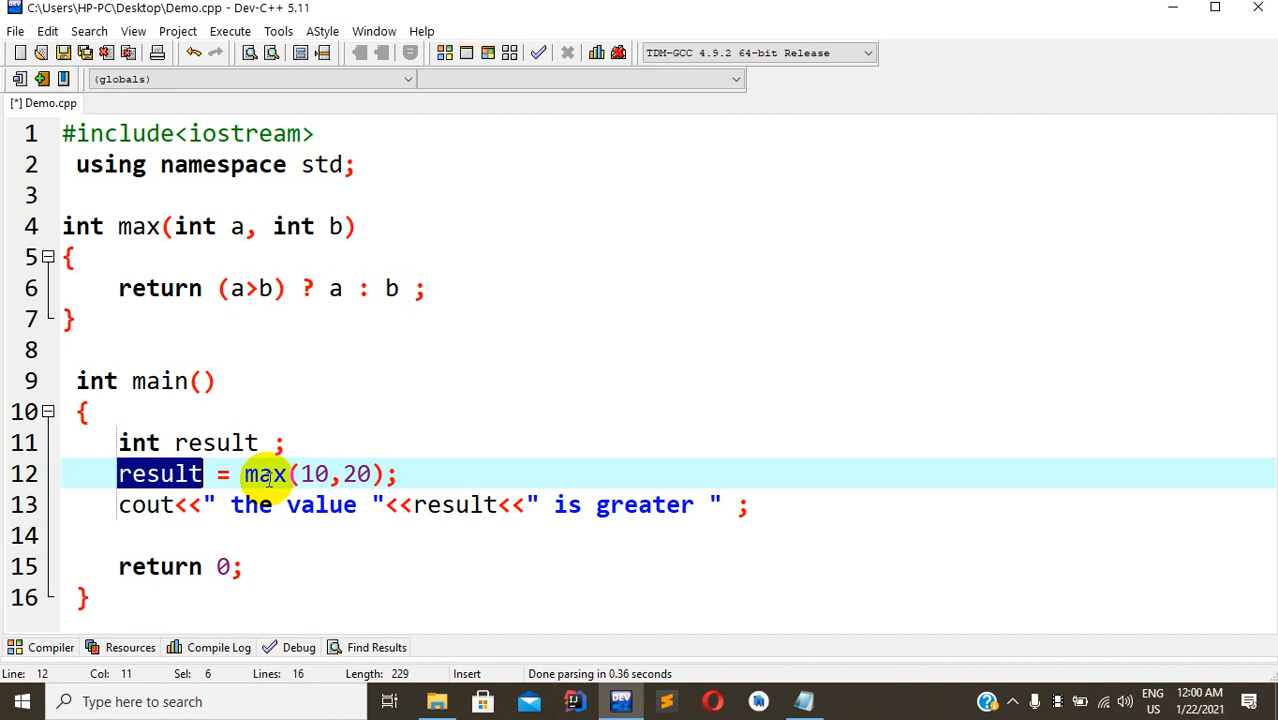 C:\Users\HP-PC\Desktop\Demo.cpp - Dev-C++ 5.11
File Edit Search View Project Execute Tools AStyle Window Help
TDM-GCC 4.9.2 64-bit Release
(globals)
[*] Demo.cpp
1 #include<iostream>
2 using namespace std;
3
4 int max(int a, int b)
5 {
6 return (a>b) ? a : b ;
7 }
8
9 int main()
10 {
11 int result ;
12 result = max(10,20);
13 cout<<" the value "<<result<<" is greater " ;
14
15 return 0;
16 }
Compiler Resources Compile Log Debug Find Results
Line: 12 Col: 11 Sel: 6 Lines: 16 Length: 229 Insert Done parsing in 0.36 seconds
Type here to search
DEV
ENG
US
12:00 AM
1/22/2021